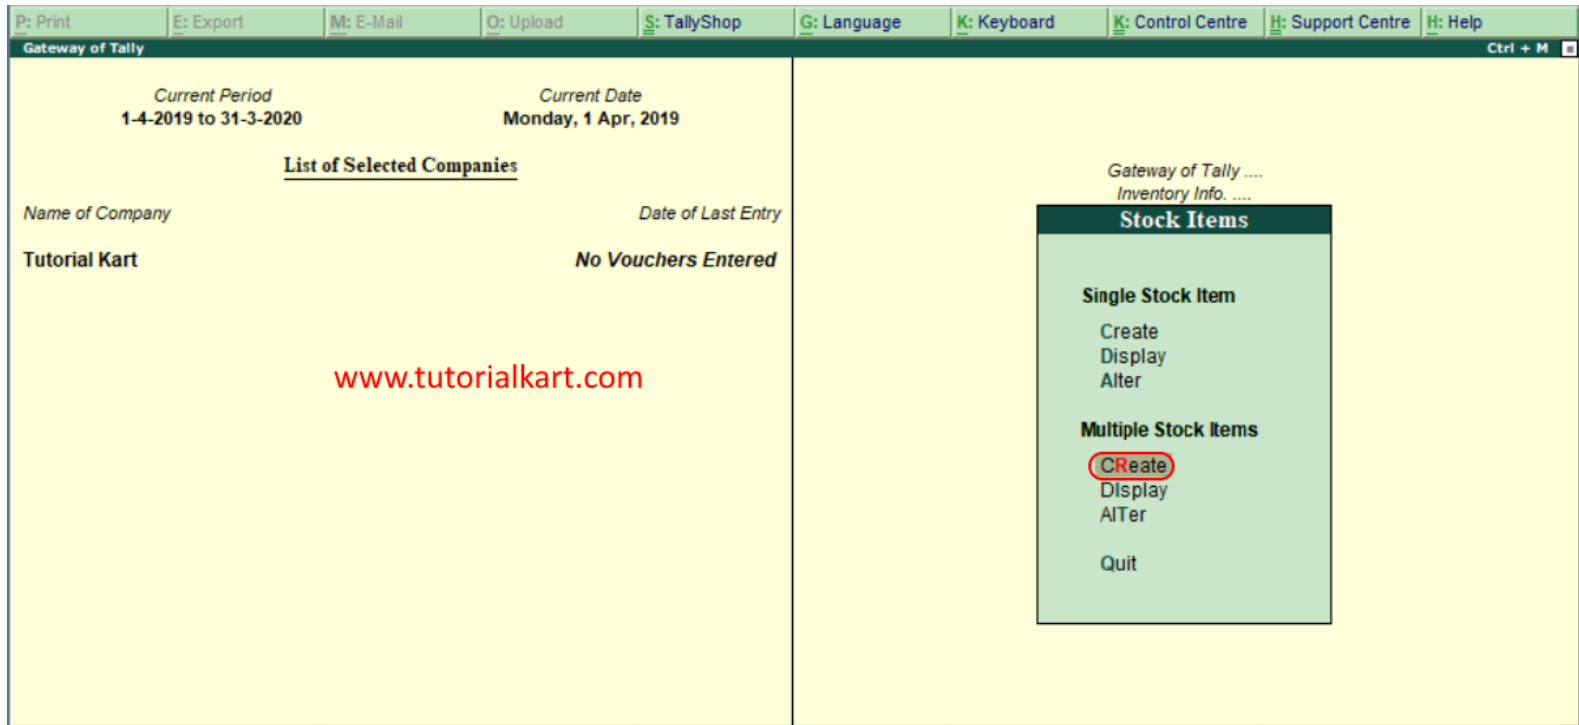 P: Print E: Export M: E-Mail O: Upload S: TallyShop G: Language K: Keyboard K: Control Centre H: Support Centre H: Help
Gateway of Tally Ctrl + M
Current Period Current Date
1-4-2019 to 31-3-2020 Monday, 1 Apr, 2019
List of Selected Companies
Name of Company Date of Last Entry
Tutorial Kart No Vouchers Entered
www.tutorialkart.com
Gateway of Tally ....
Inventory Info. ....
Stock Items
Single Stock Item
Create
Display
Alter
Multiple Stock Items
CReate
DIsplay
AlTer
Quit